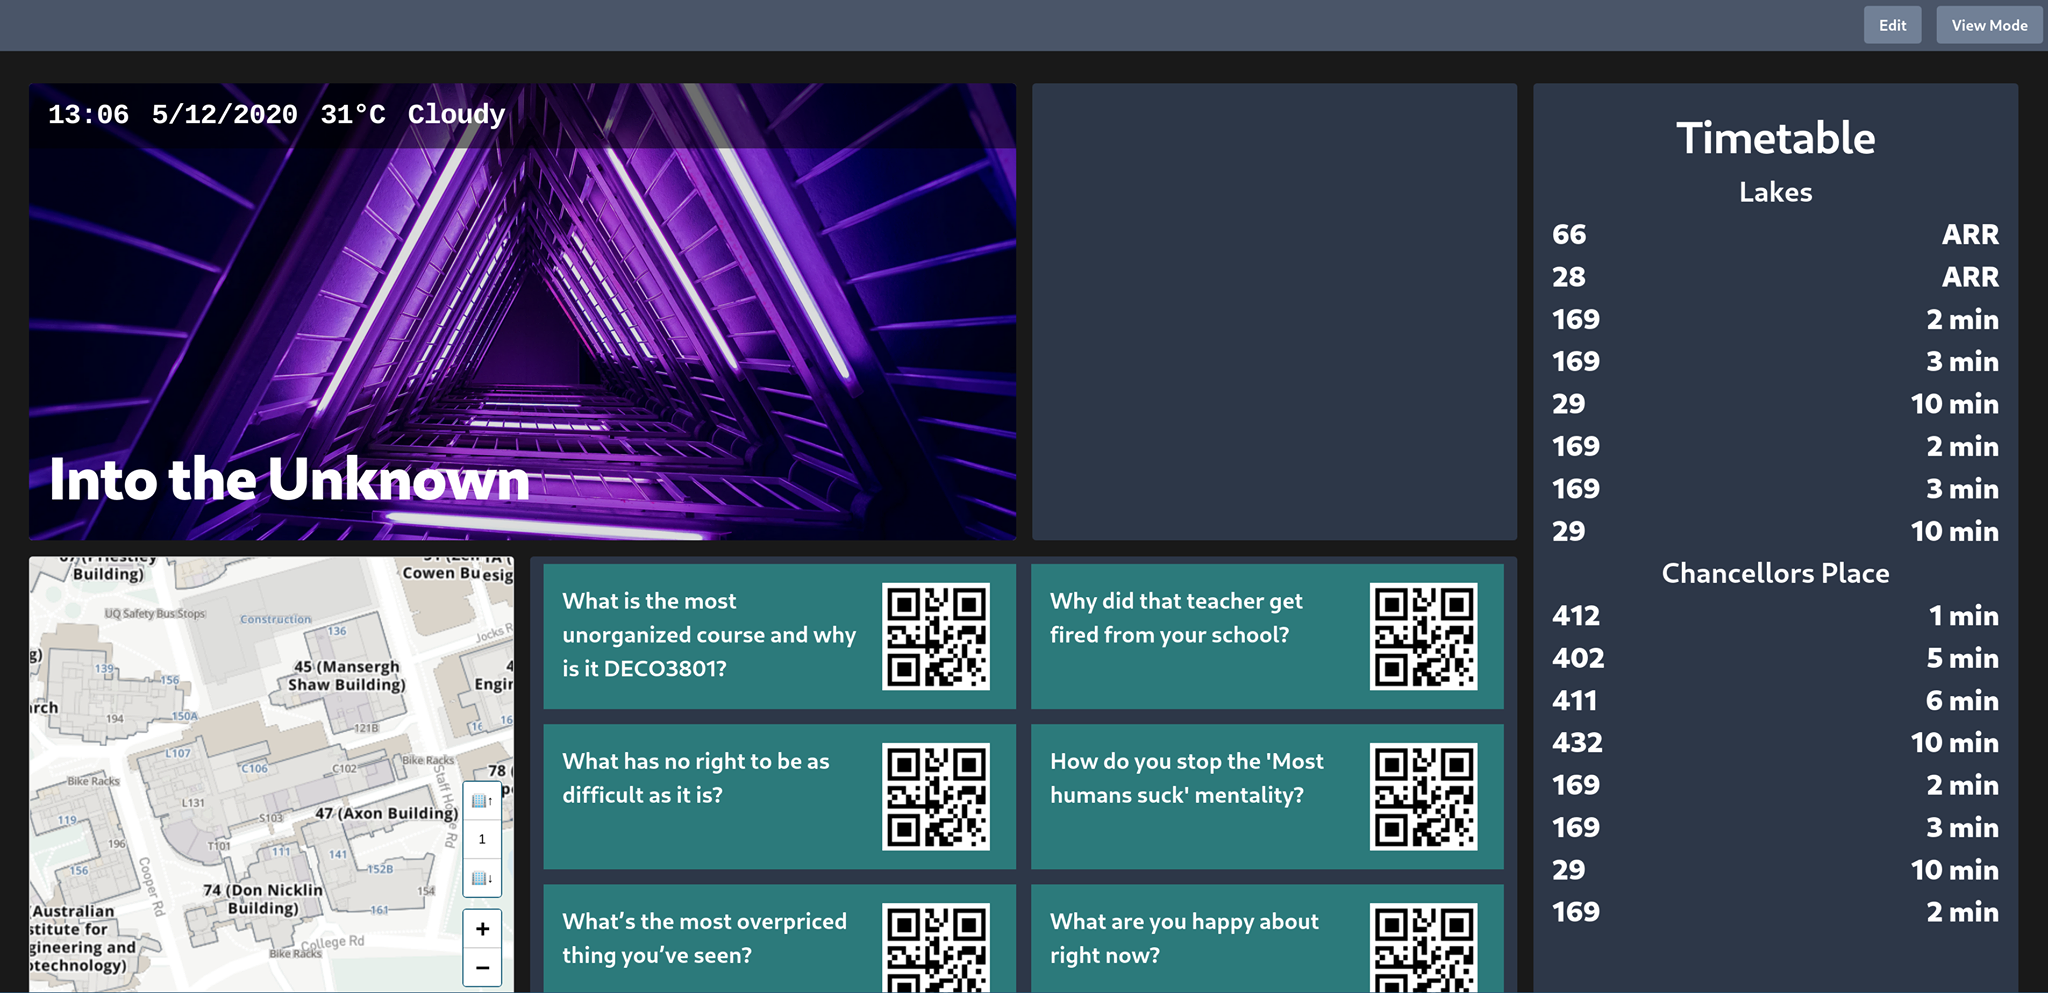 Edit
View Mode
13:06 5/12/2020 31°C Cloudy
Into the Unknown
Building)
UQ Safety Bus Stops
Construction
136
Cowen Bu
Jocks R
45 (Mansergh
Shaw Building)
139
156
194
150A
121B
Engin
16
L107
C106
C102
Bike Racks
Bike Racks
78 (
L131
S103
47 (Axon Building)
Staff House Rd
119
196
T101
111
141
152B
154
156
Cooper Rd
74 (Don Nicklin
Building)
161
College Rd
Bike Racks
(Australian
stitute for
gineering and
otechnology)
1
+
−
What is the most
unorganized course and why
is it DECO3801?
Why did that teacher get
fired from your school?
What has no right to be as
difficult as it is?
How do you stop the 'Most
humans suck' mentality?
What’s the most overpriced
thing you’ve seen?
What are you happy about
right now?
Timetable
Lakes
66 ARR
28 ARR
169 2 min
169 3 min
29 10 min
169 2 min
169 3 min
29 10 min
Chancellors Place
412 1 min
402 5 min
411 6 min
432 10 min
169 2 min
169 3 min
29 10 min
169 2 min